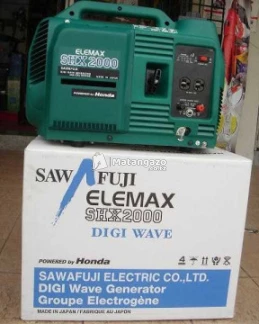 ELEMAX
SHX2000
POWERED BY Honda
Matangazo
SAWAFUJI
ELEMAX
SHX2000
DIGI WAVE
POWERED BY Honda
SAWAFUJI ELECTRIC CO.,LTD.
DIGI Wave Generator
Groupe Electrogène
MADE IN JAPAN / FABRIQUE AU JAPON